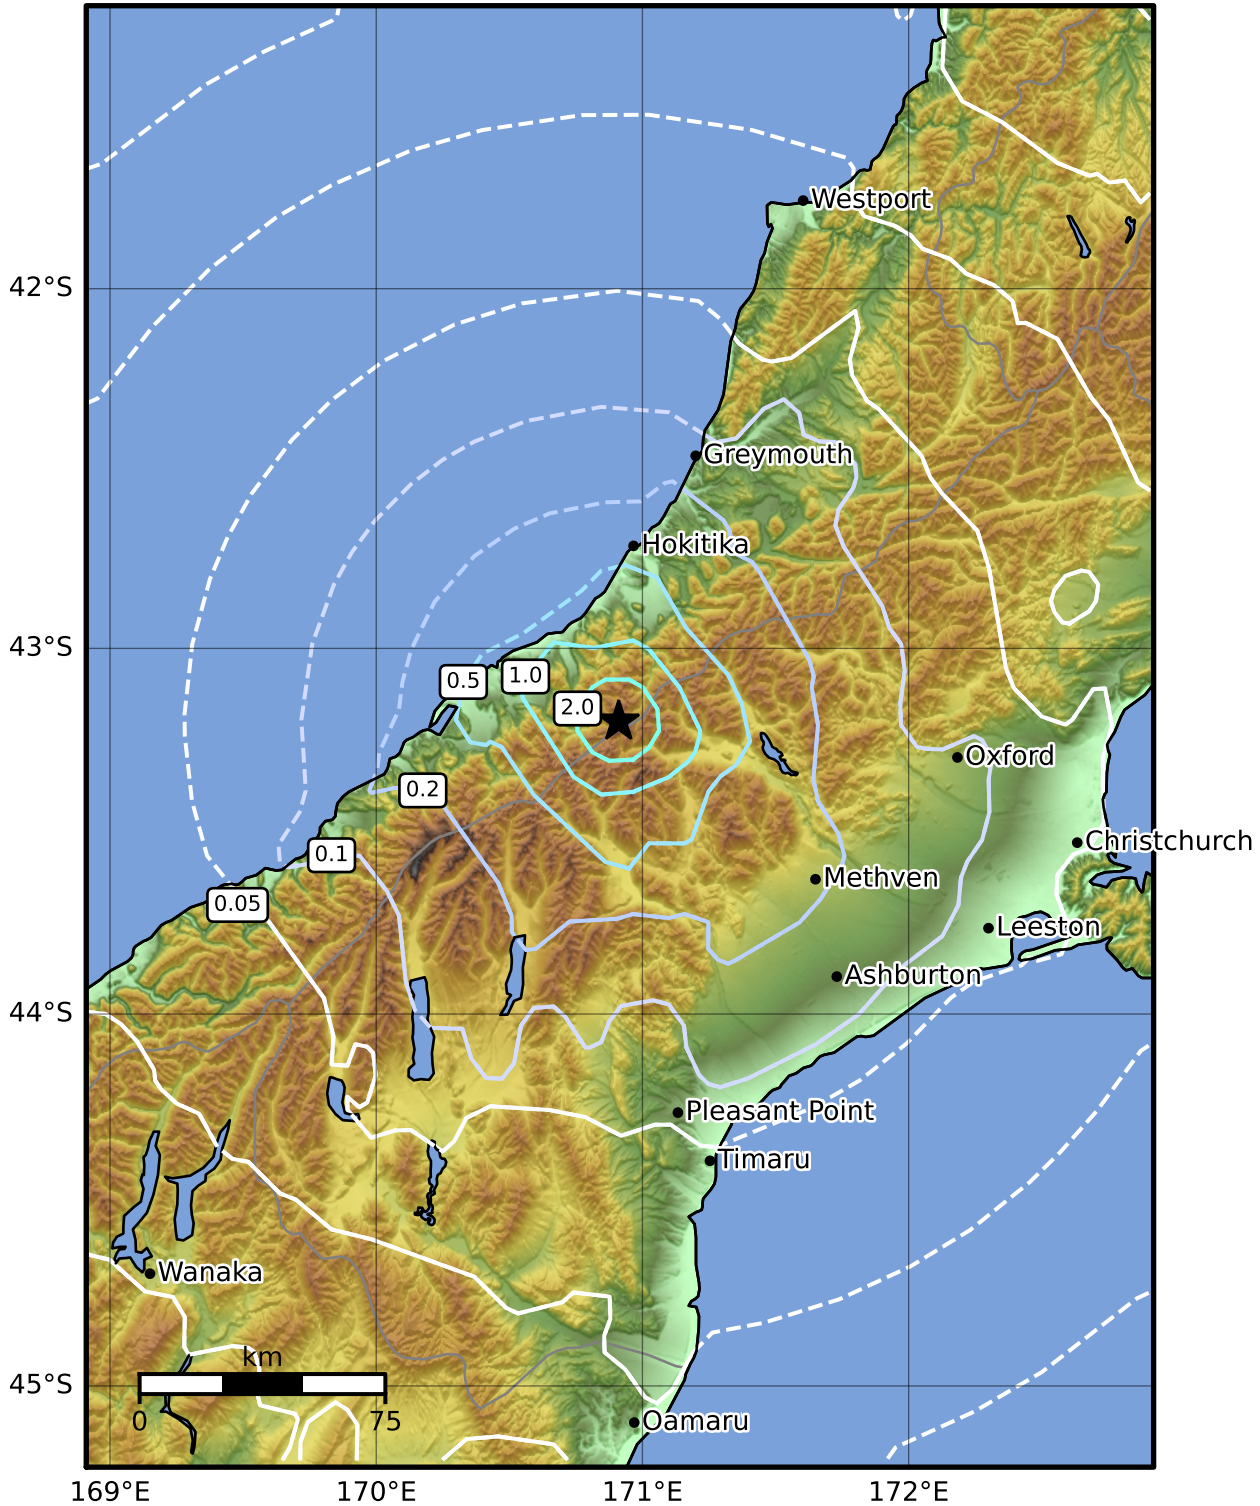 Westport
42°S
Greymouth
Hokitika
43°S
0.5
1.0
2.0
Oxford
0.2
Christchurch
0.1
Methven
0.05
Leeston
Ashburton
44°S
Pleasant Point
Timaru
Wanaka
km
45°S
0
75
Oamaru
169°E
170°E
171°E
172°E